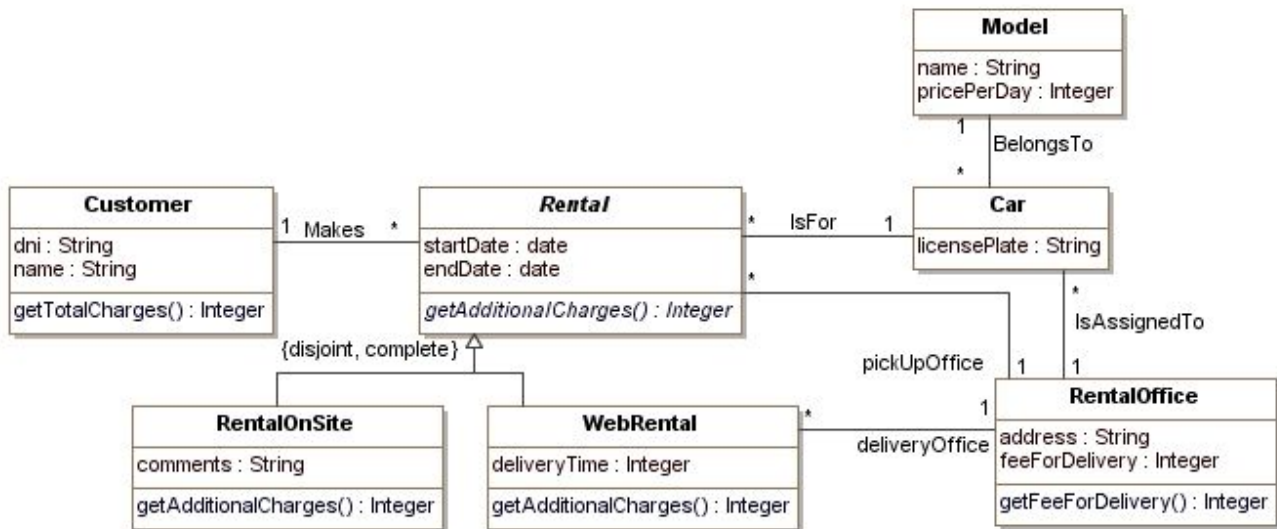 Model
name : String
pricePerDay : Integer
1
BelongsTo
*
Customer
dni : String
name : String
getTotalCharges() : Integer
1 Makes *
Rental
startDate : date
endDate : date
getAdditionalCharges() : Integer
* IsFor 1
Car
licensePlate : String
*
*
IsAssignedTo
{disjoint, complete}
pickUpOffice 1 1
RentalOnSite
comments : String
getAdditionalCharges() : Integer
WebRental
deliveryTime : Integer
getAdditionalCharges() : Integer
* 1
deliveryOffice
RentalOffice
address : String
feeForDelivery : Integer
getFeeForDelivery() : Integer